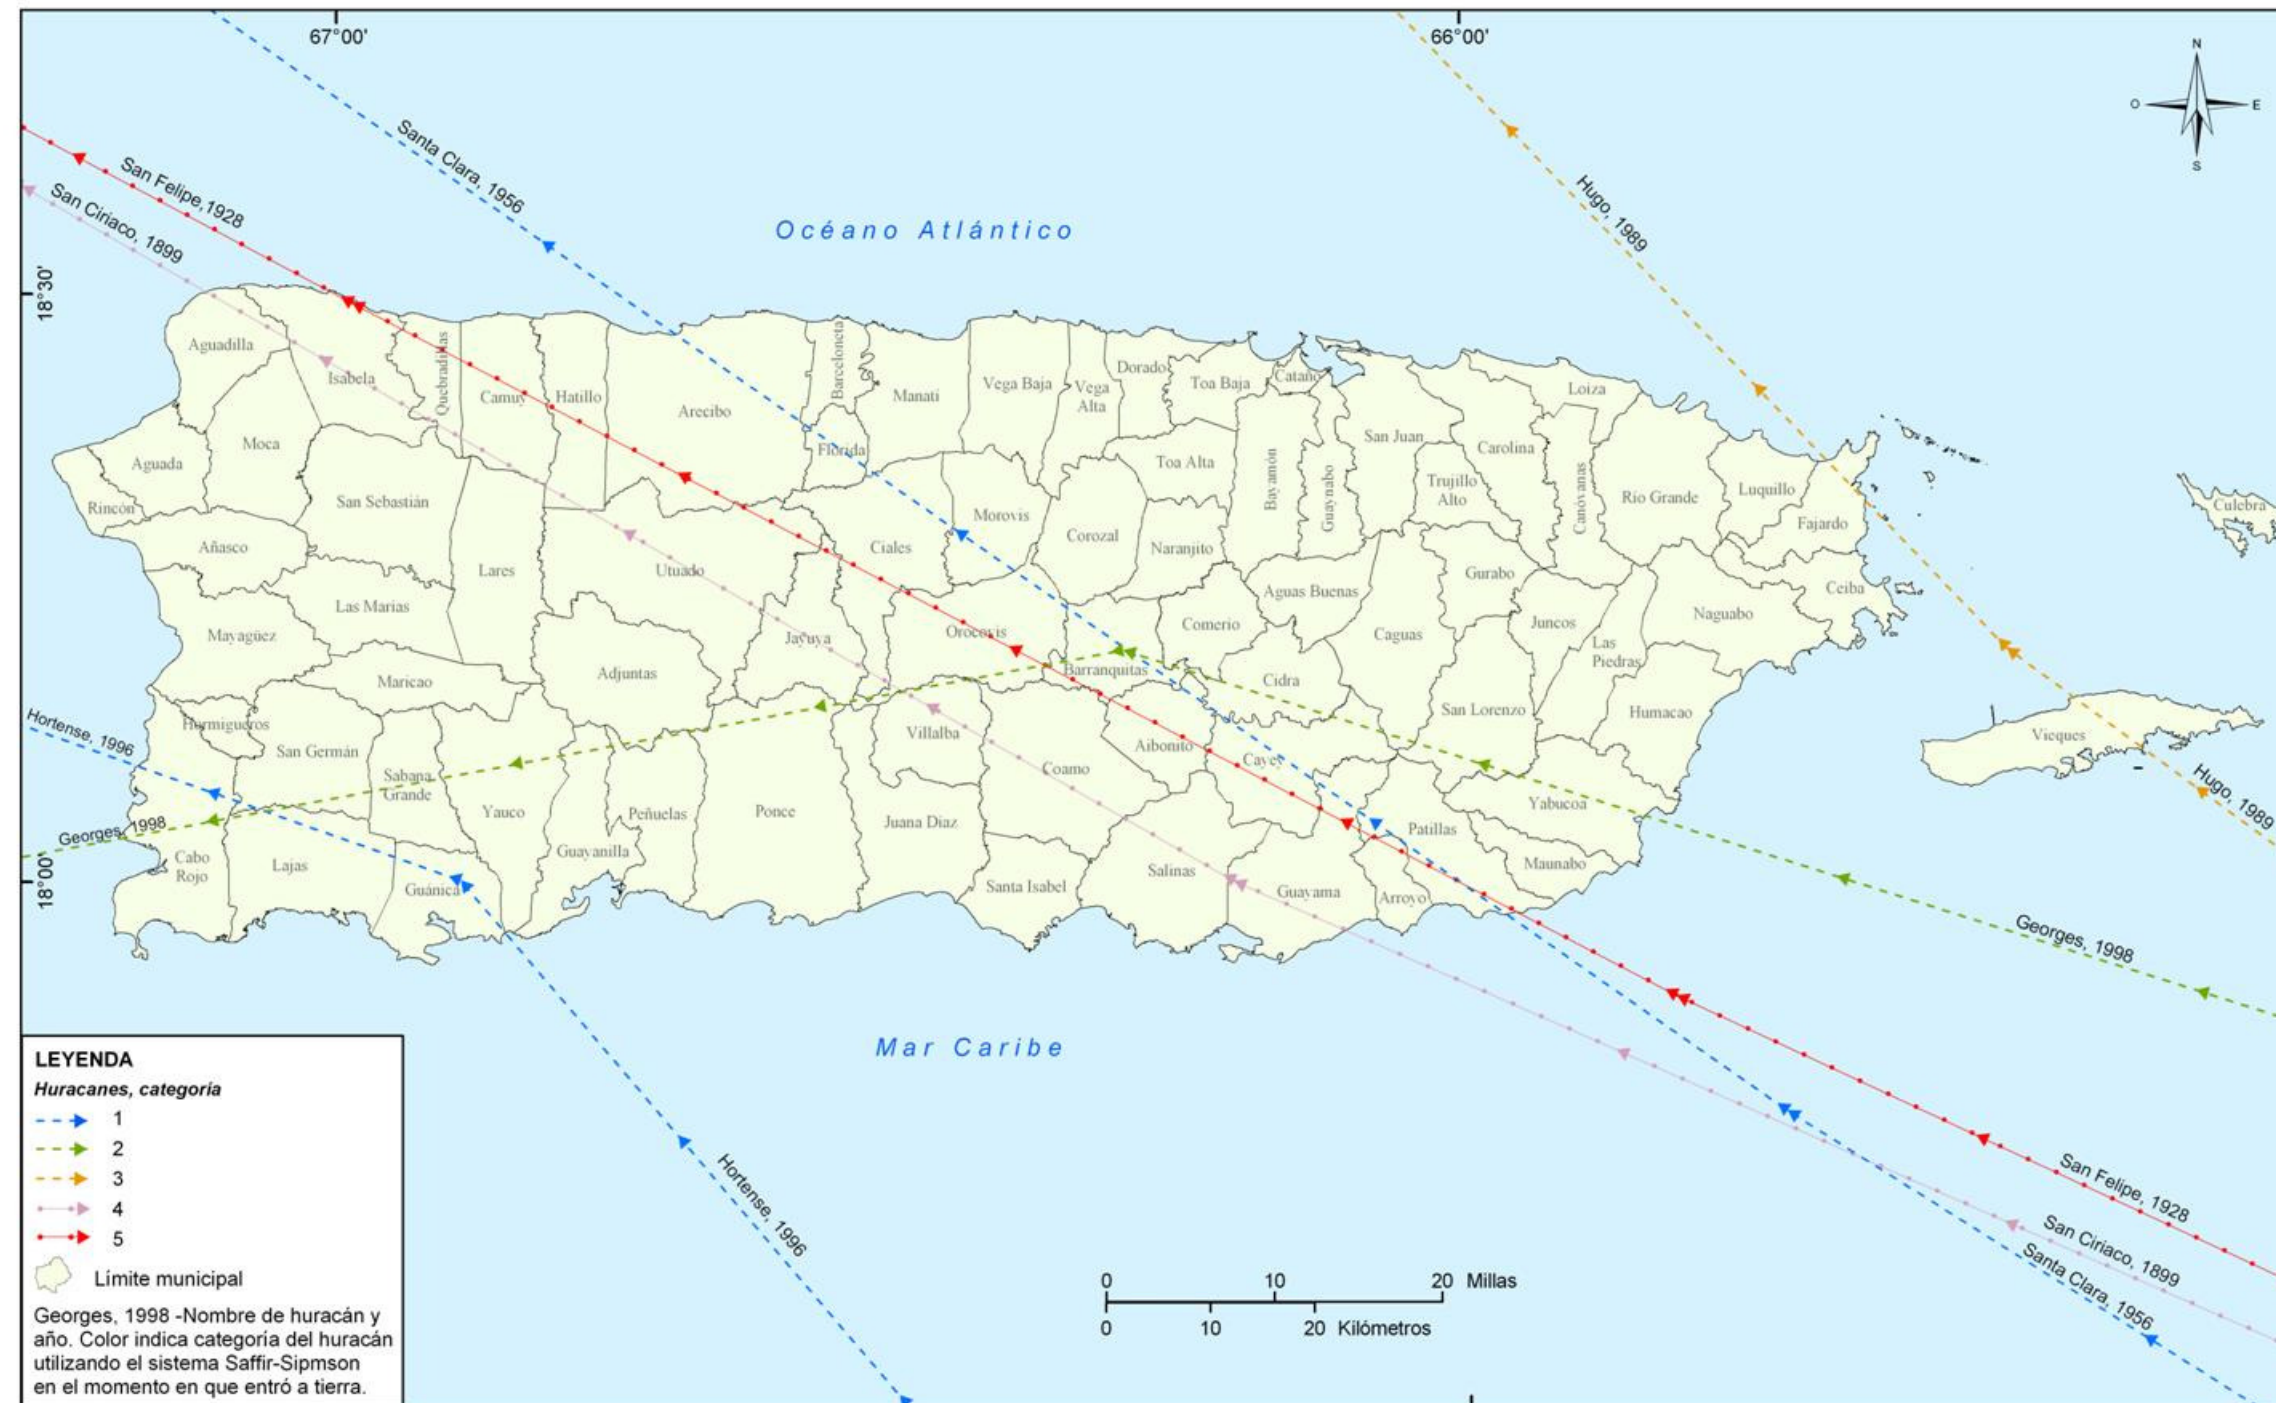 67°00'
66°00'
N
O
E
S
Santa Clara, 1956
San Felipe,1928
San Ciriaco, 1899
Hugo, 1989
Océano Atlántico
18°30'
Aguadilla
Isabela
Quebradillas
Camuy
Hatillo
Arecibo
Barceloneta
Manatí
Vega Baja
Vega
Alta
Dorado
Toa Baja
Cataño
Loiza
Moca
Aguada
Rincón
San Sebastián
Florida
Toa Alta
Bayamón
Guaynabo
San Juan
Trujillo
Alto
Carolina
Canóvanas
Río Grande
Luquillo
Fajardo
Culebra
Añasco
Lares
Utuado
Ciales
Morovis
Corozal
Naranjito
Aguas Buenas
Gurabo
Ceiba
Las Marías
Mayagüez
Jayuya
Orocovis
Comerio
Caguas
Juncos
Las
Piedras
Naguabo
Maricao
Adjuntas
Barranquitas
Cidra
San Lorenzo
Humacao
Hormigueros
San Germán
Sabana
Grande
Yauco
Peñuelas
Ponce
Villalba
Coamo
Aibonito
Cayey
Yabucoa
Vieques
Hortense, 1996
Georges, 1998
Hugo, 1989
Cabo
Rojo
Lajas
Guánica
Guayanilla
Juana Díaz
Santa Isabel
Salinas
Guayama
Arroyo
Patillas
Maunabo
18°00'
Georges, 1998
Mar Caribe
Hortense, 1996
San Felipe, 1928
San Ciriaco, 1899
Santa Clara, 1956
LEYENDA
Huracanes, categoría
1
2
3
4
5
Límite municipal
Georges, 1998 -Nombre de huracán y
año. Color indica categoría del huracán
utilizando el sistema Saffir-Sipmson
en el momento en que entró a tierra.
0 10 20 Millas
0 10 20 Kilómetros